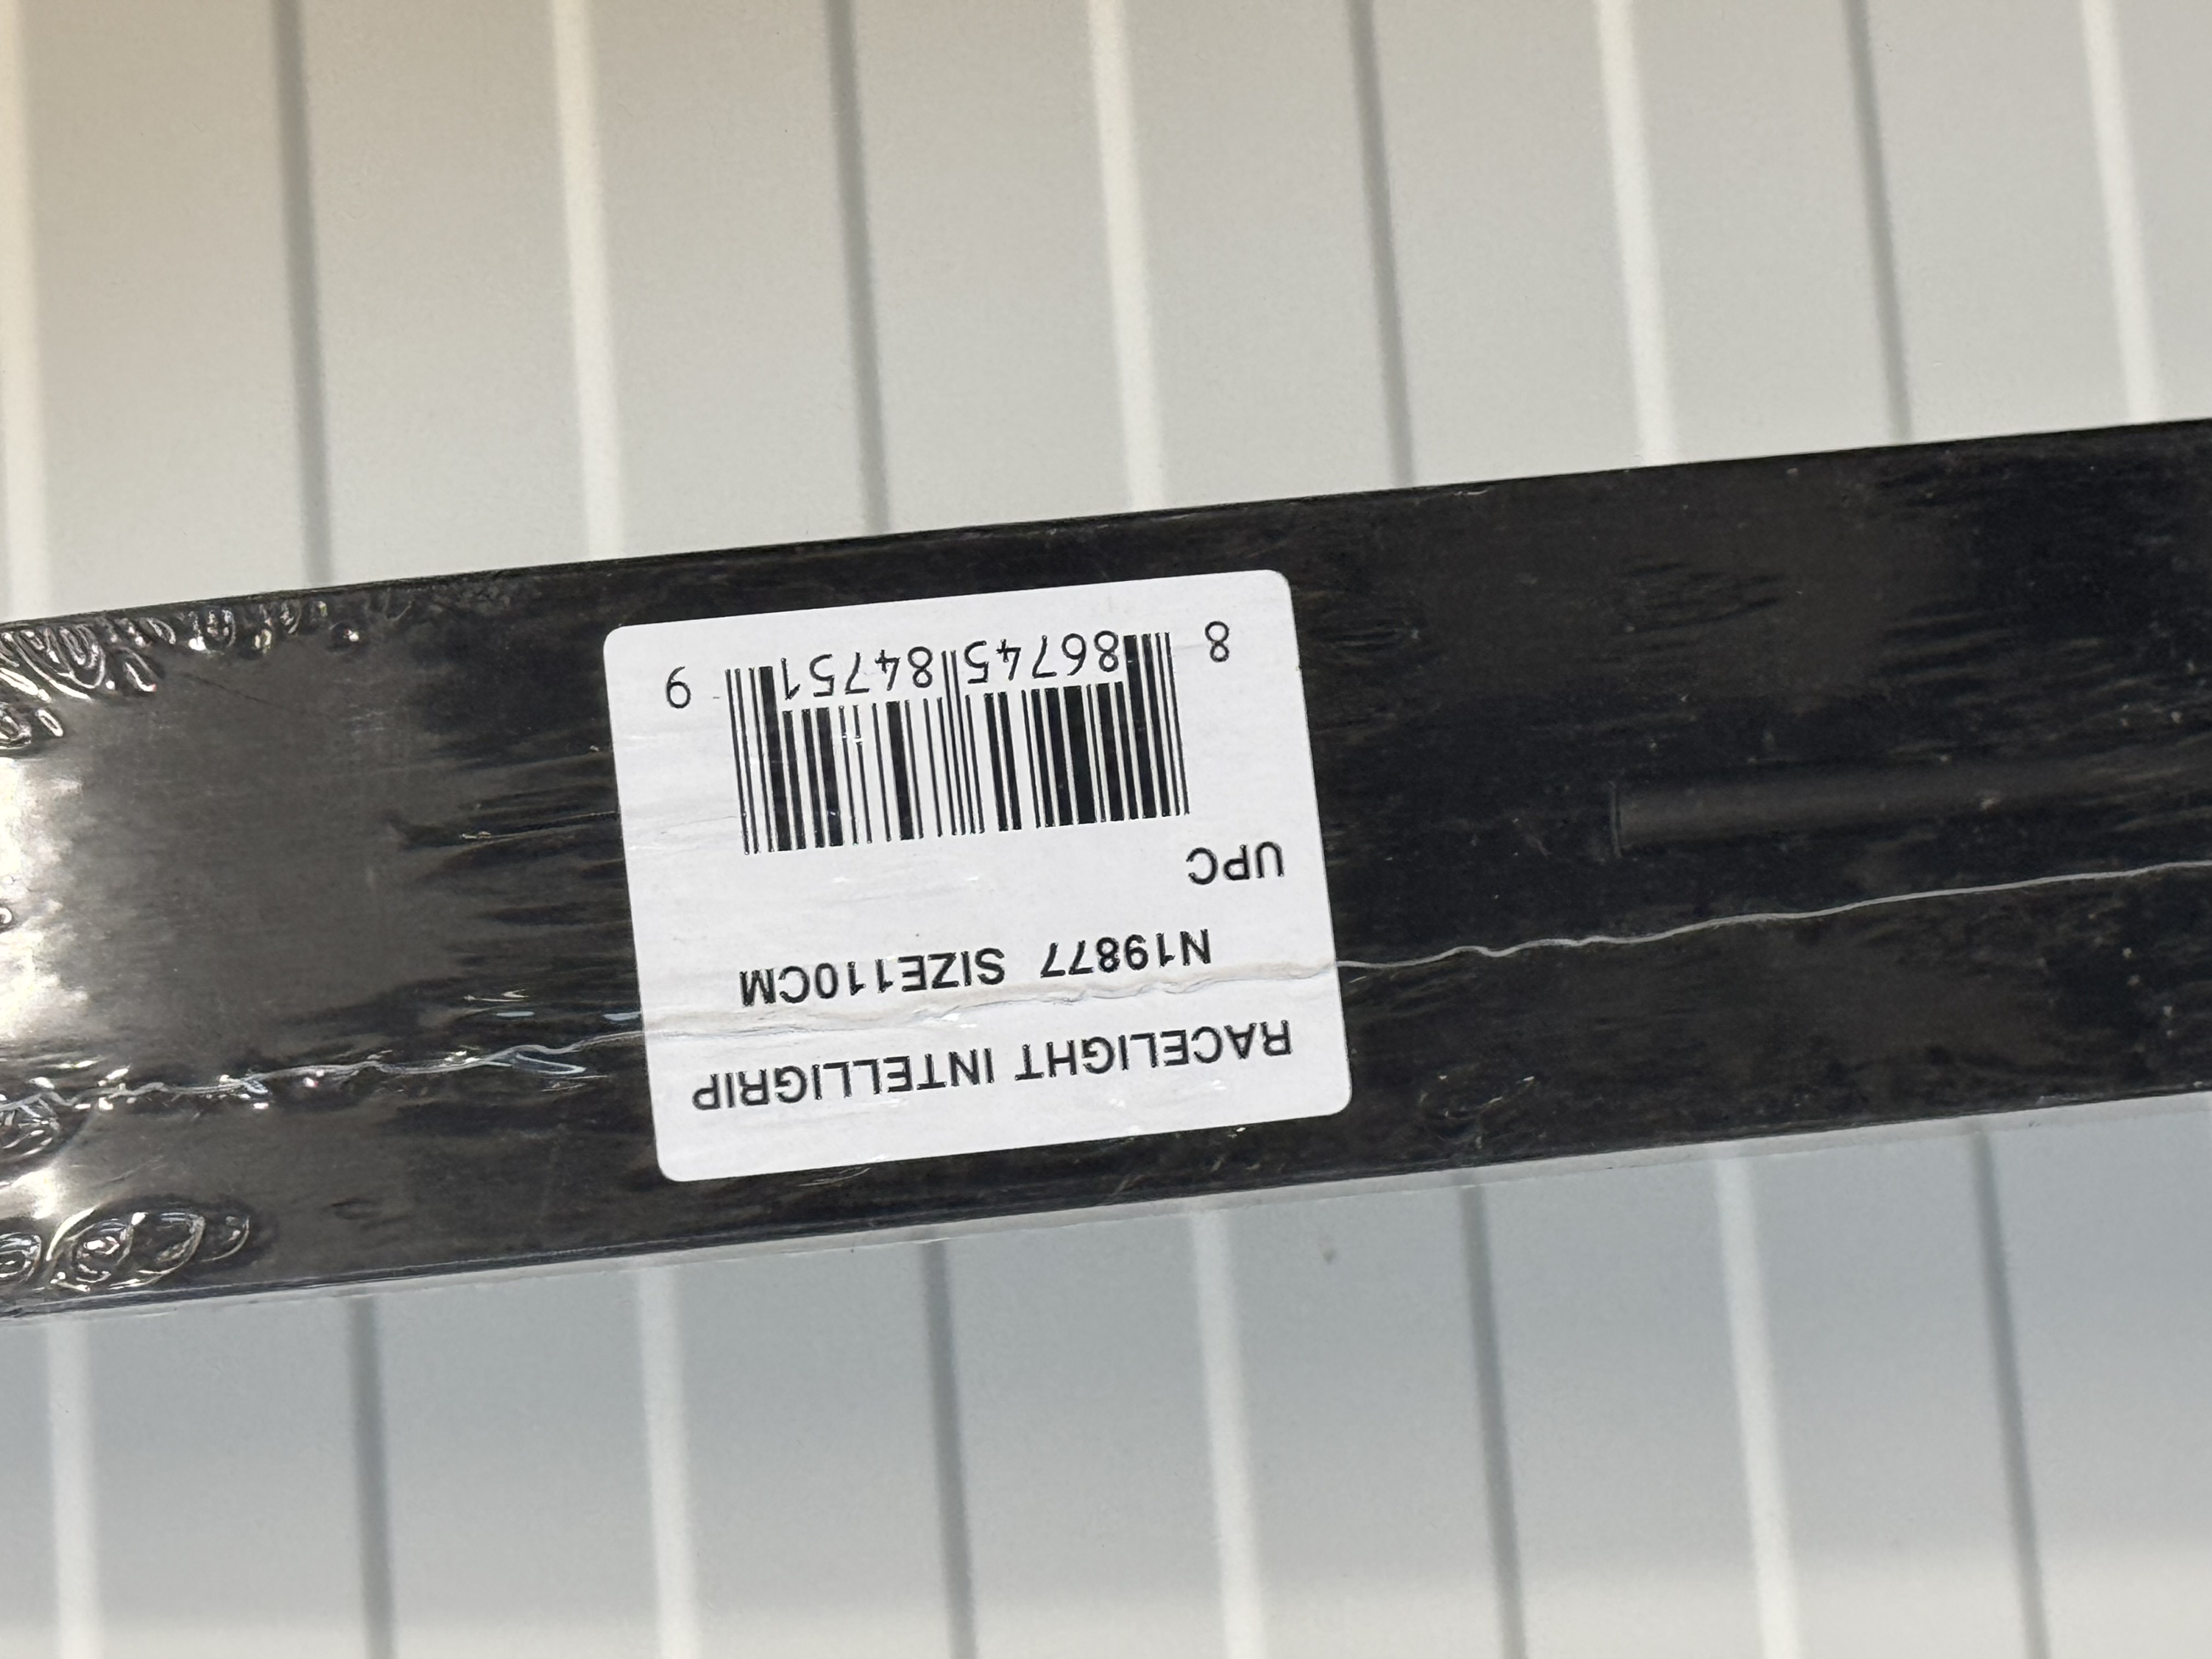 RACELIGHT INTELLIGRIP
N19877 SIZE110CM
UPC
8 86745 84751 9